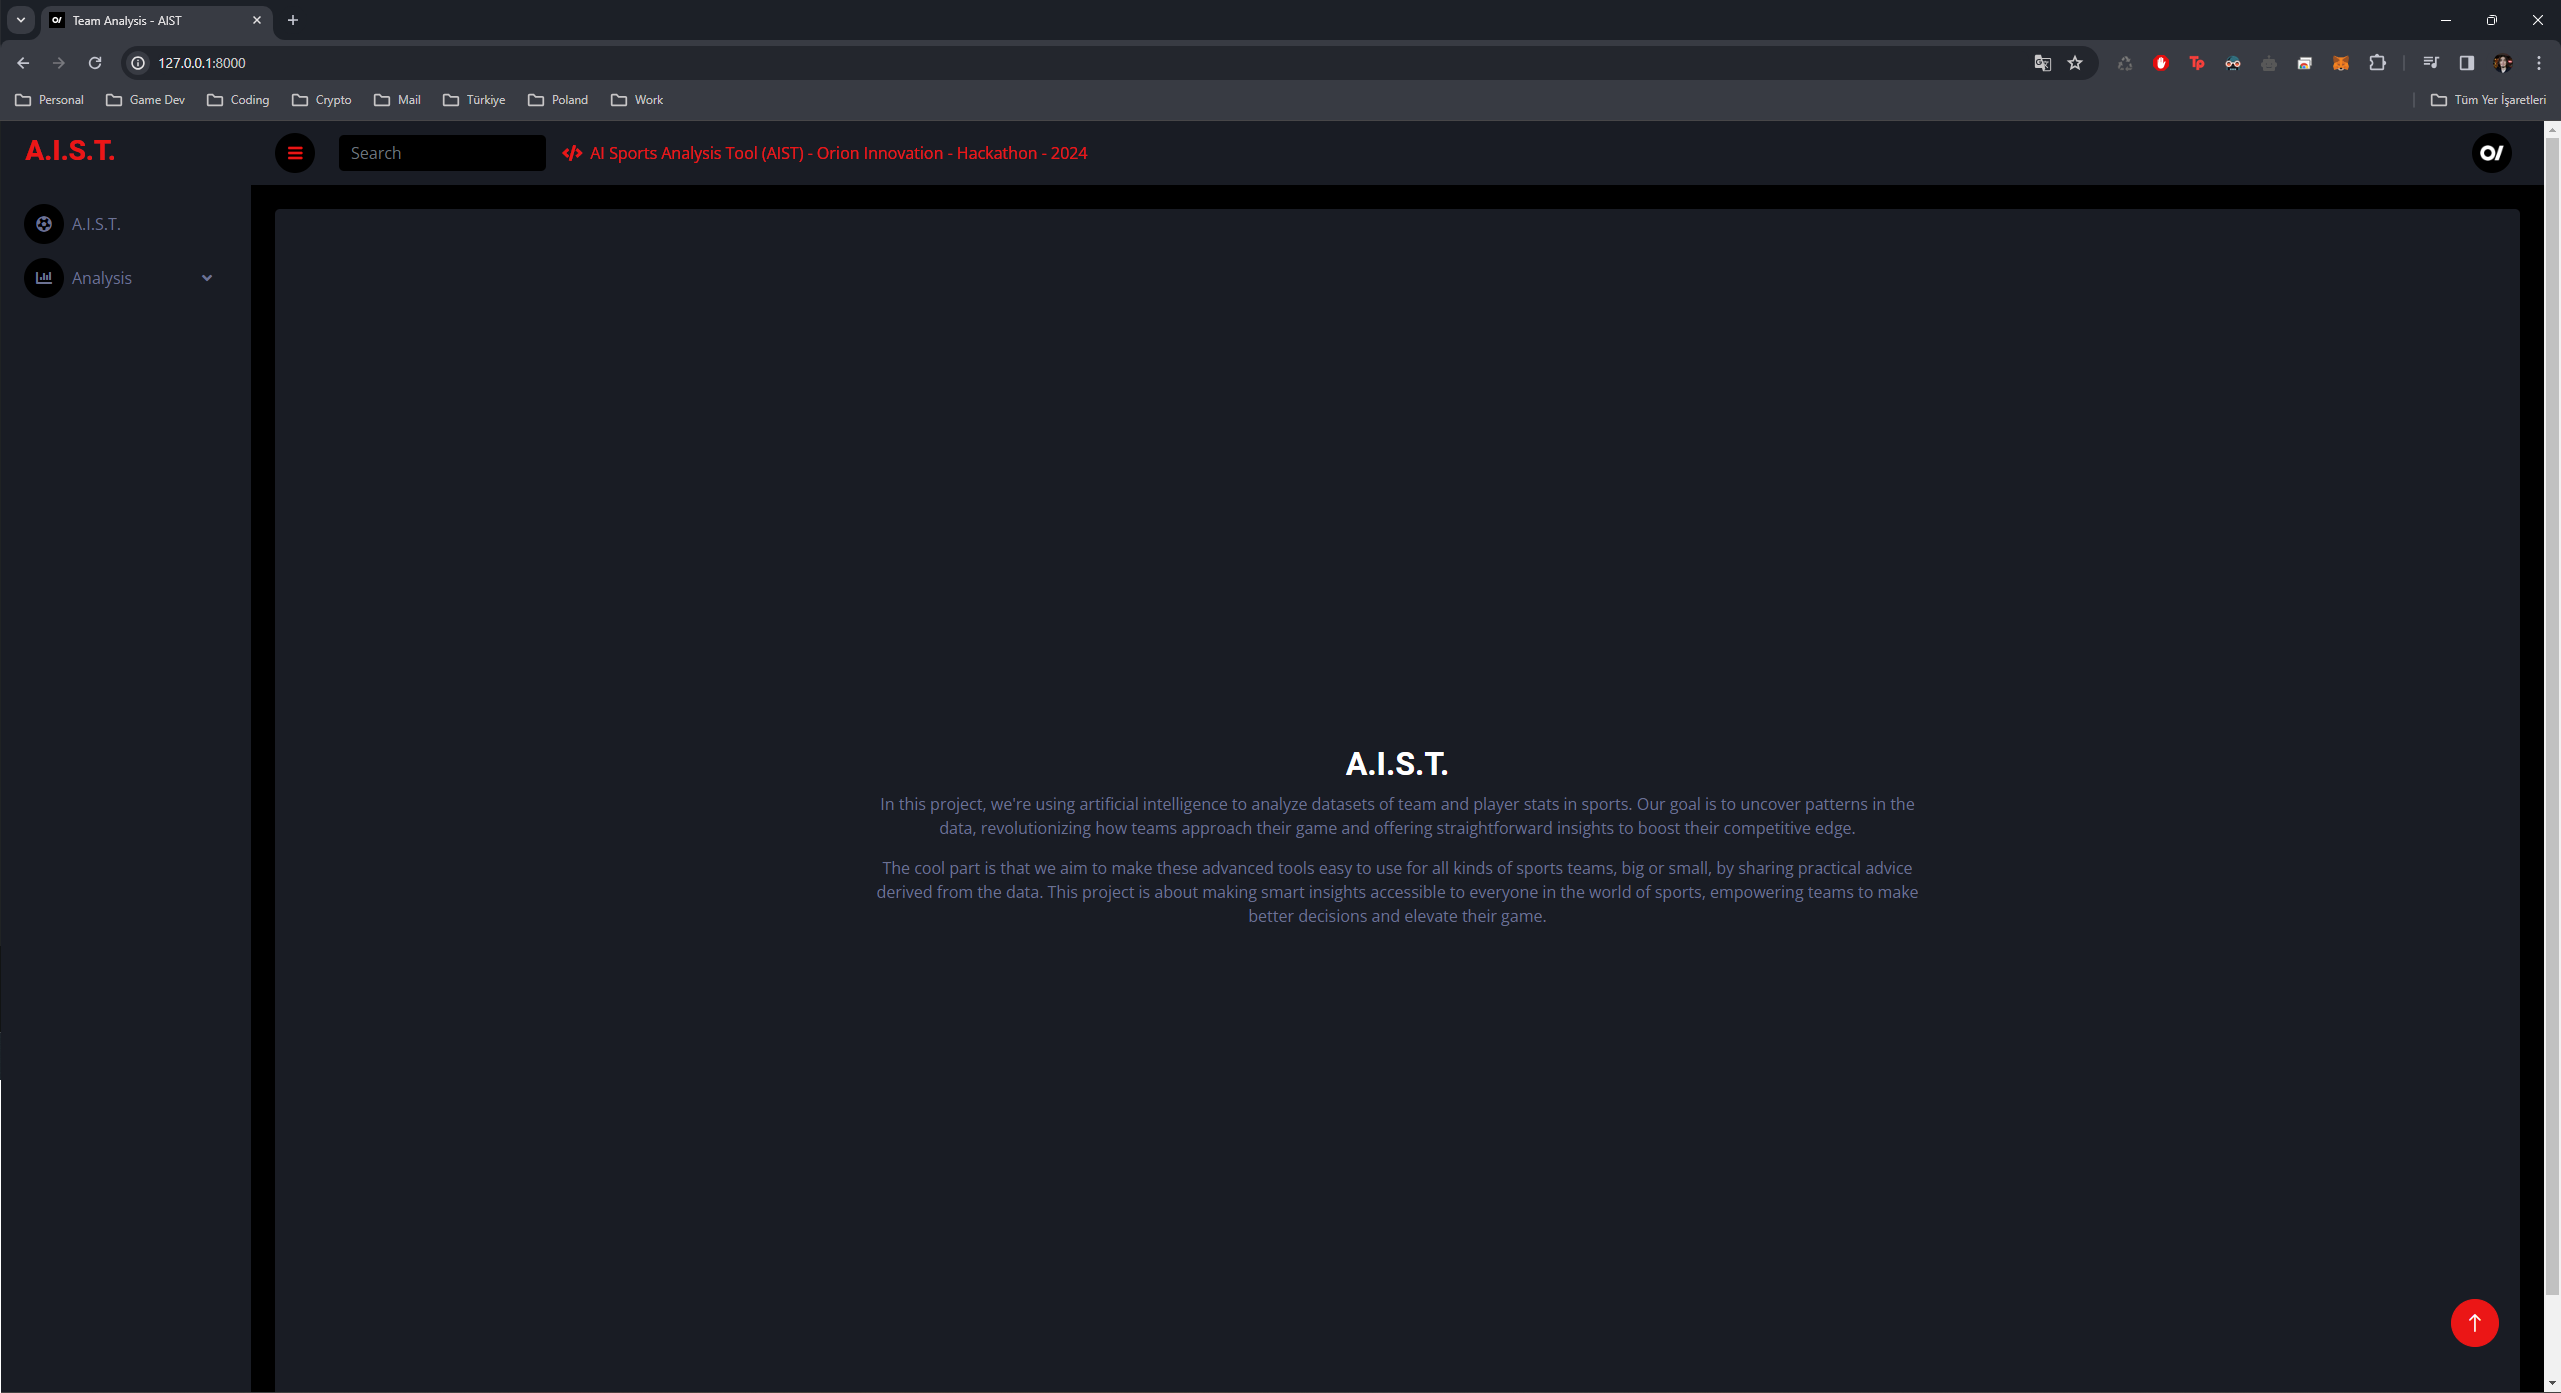 Team Analysis - AIST
127.0.0.1:8000
Personal
Game Dev
Coding
Crypto
Mail
Türkiye
Poland
Work
Tüm Yer İşaretleri
A.I.S.T.
Search
</> AI Sports Analysis Tool (AIST) - Orion Innovation - Hackathon - 2024
A.I.S.T.
Analysis
A.I.S.T.
In this project, we're using artificial intelligence to analyze datasets of team and player stats in sports. Our goal is to uncover patterns in the
data, revolutionizing how teams approach their game and offering straightforward insights to boost their competitive edge.
The cool part is that we aim to make these advanced tools easy to use for all kinds of sports teams, big or small, by sharing practical advice
derived from the data. This project is about making smart insights accessible to everyone in the world of sports, empowering teams to make
better decisions and elevate their game.